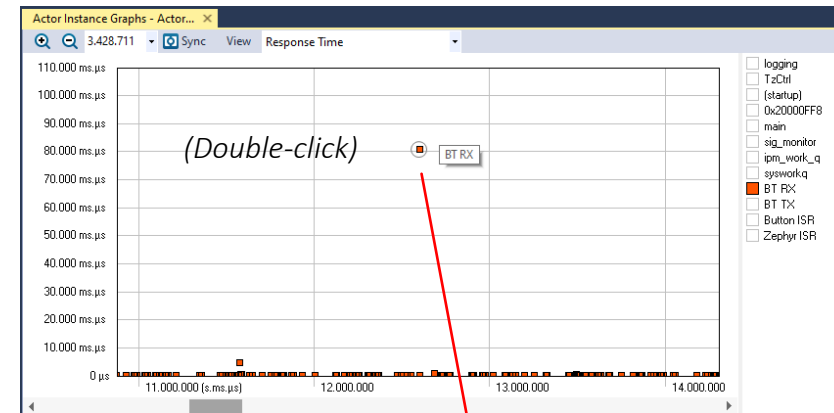 Actor Instance Graphs - Actor... ×
3.428.711 Sync View Response Time
110.000 ms.µs
100.000 ms.µs
90.000 ms.µs
80.000 ms.µs
70.000 ms.µs
60.000 ms.µs
50.000 ms.µs
40.000 ms.µs
30.000 ms.µs
20.000 ms.µs
10.000 ms.µs
0 µs
(Double-click)
BT RX
11.000.000 (s.ms.µs) 12.000.000 13.000.000 14.000.000
logging
TzCtrl
(startup)
0x20000FF8
main
sig_monitor
ipm_work_q
sysworkq
BT RX
BT TX
Button ISR
Zephyr ISR